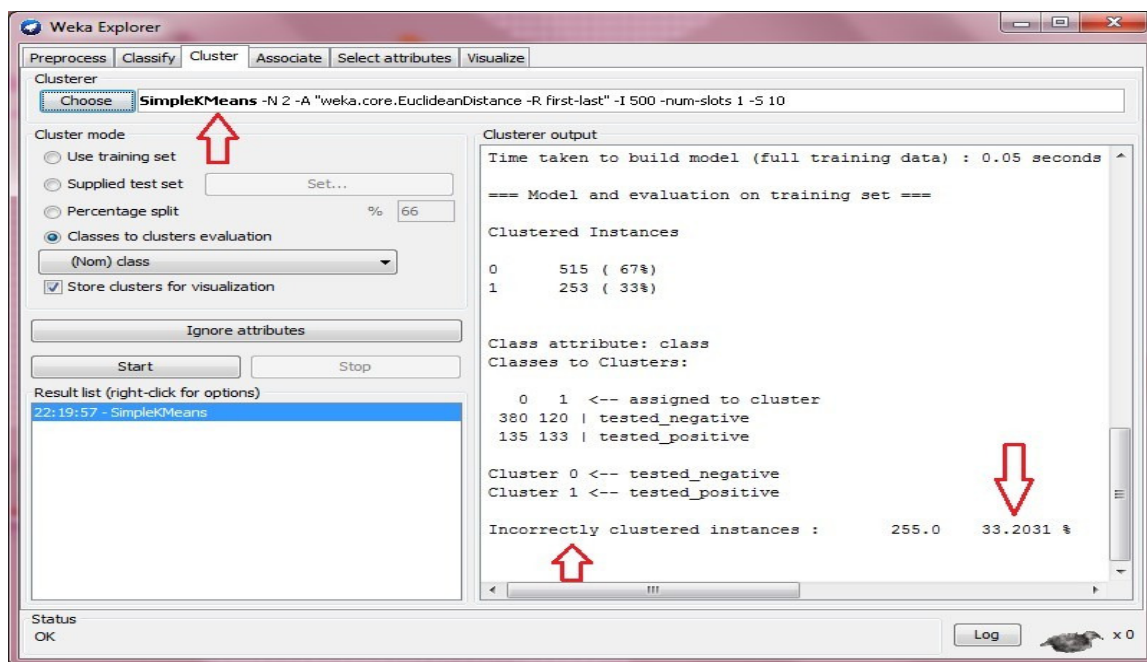 Weka Explorer
Preprocess Classify Cluster Associate Select attributes Visualize
Clusterer
Choose SimpleKMeans -N 2 -A "weka.core.EuclideanDistance -R first-last" -I 500 -num-slots 1 -S 10
Cluster mode
Use training set
Supplied test set Set...
Percentage split % 66
Classes to clusters evaluation
(Nom) class
Store clusters for visualization
Ignore attributes
Start Stop
Result list (right-click for options)
22:19:57 - SimpleKMeans
Clusterer output
Time taken to build model (full training data) : 0.05 seconds
=== Model and evaluation on training set ===
Clustered Instances
0 515 ( 67%)
1 253 ( 33%)
Class attribute: class
Classes to Clusters:
0 1 <-- assigned to cluster
380 120 | tested_negative
135 133 | tested_positive
Cluster 0 <-- tested_negative
Cluster 1 <-- tested_positive
Incorrectly clustered instances : 255.0 33.2031 %
Status
OK
Log x 0